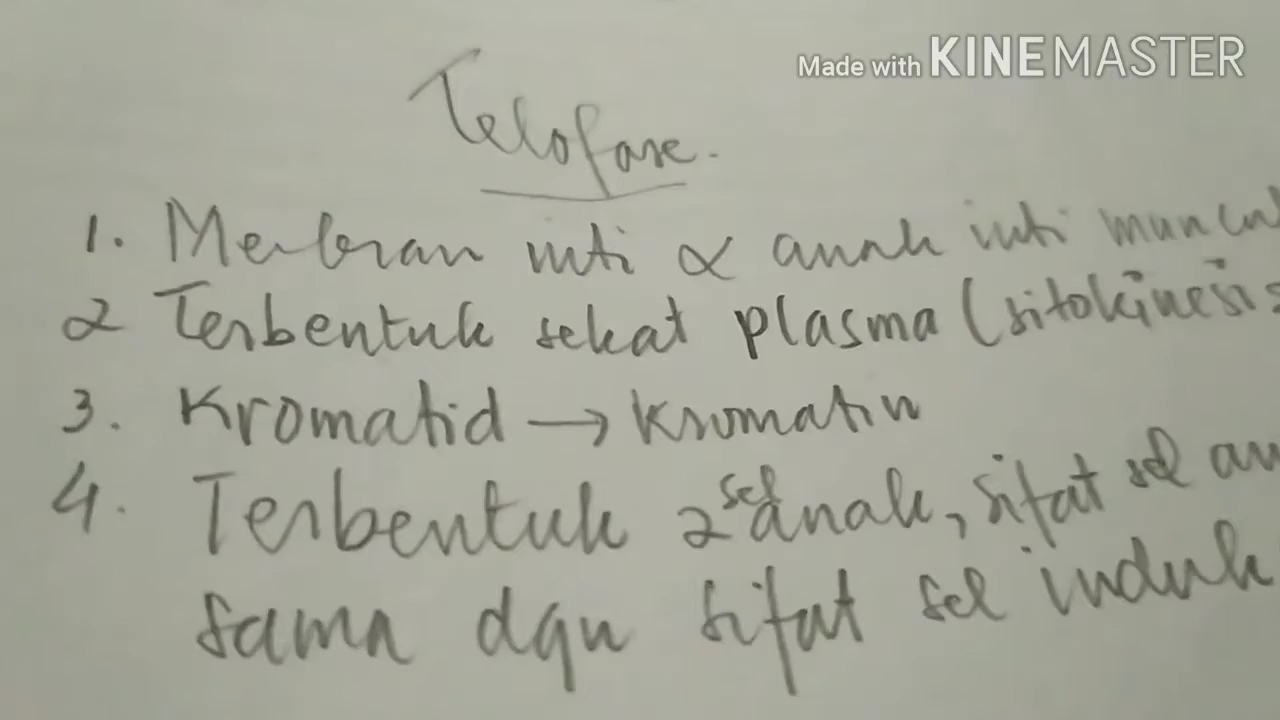 Made with KINEMASTER
Telofase.
1. Membran inti & anak inti muncul
2 Terbentuk sekat plasma (sitokinesis
3. Kromatid → Kromatin
4. Terbentuk 2 sel anak, sifat sel an
sama dgn sifat sel induk